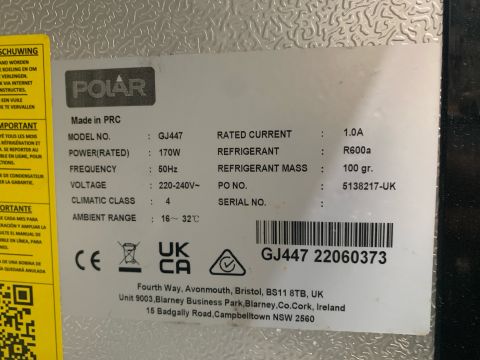 SCHUWING
IMPORTANT
POLAR
Made in PRC
MODEL NO. : GJ447
POWER(RATED) : 170W
FREQUENCY : 50Hz
VOLTAGE : 220-240V~
CLIMATIC CLASS : 4
AMBIENT RANGE : 16~ 32℃
RATED CURRENT : 1.0A
REFRIGERANT : R600a
REFRIGERANT MASS : 100 gr.
PO NO. : 5138217-UK
SERIAL NO. :
CE
UK
CA
GJ447 22060373
Fourth Way, Avonmouth, Bristol, BS11 8TB, UK
Unit 9003,Blarney Business Park,Blarney,Co.Cork, Ireland
15 Badgally Road,Campbelltown NSW 2560